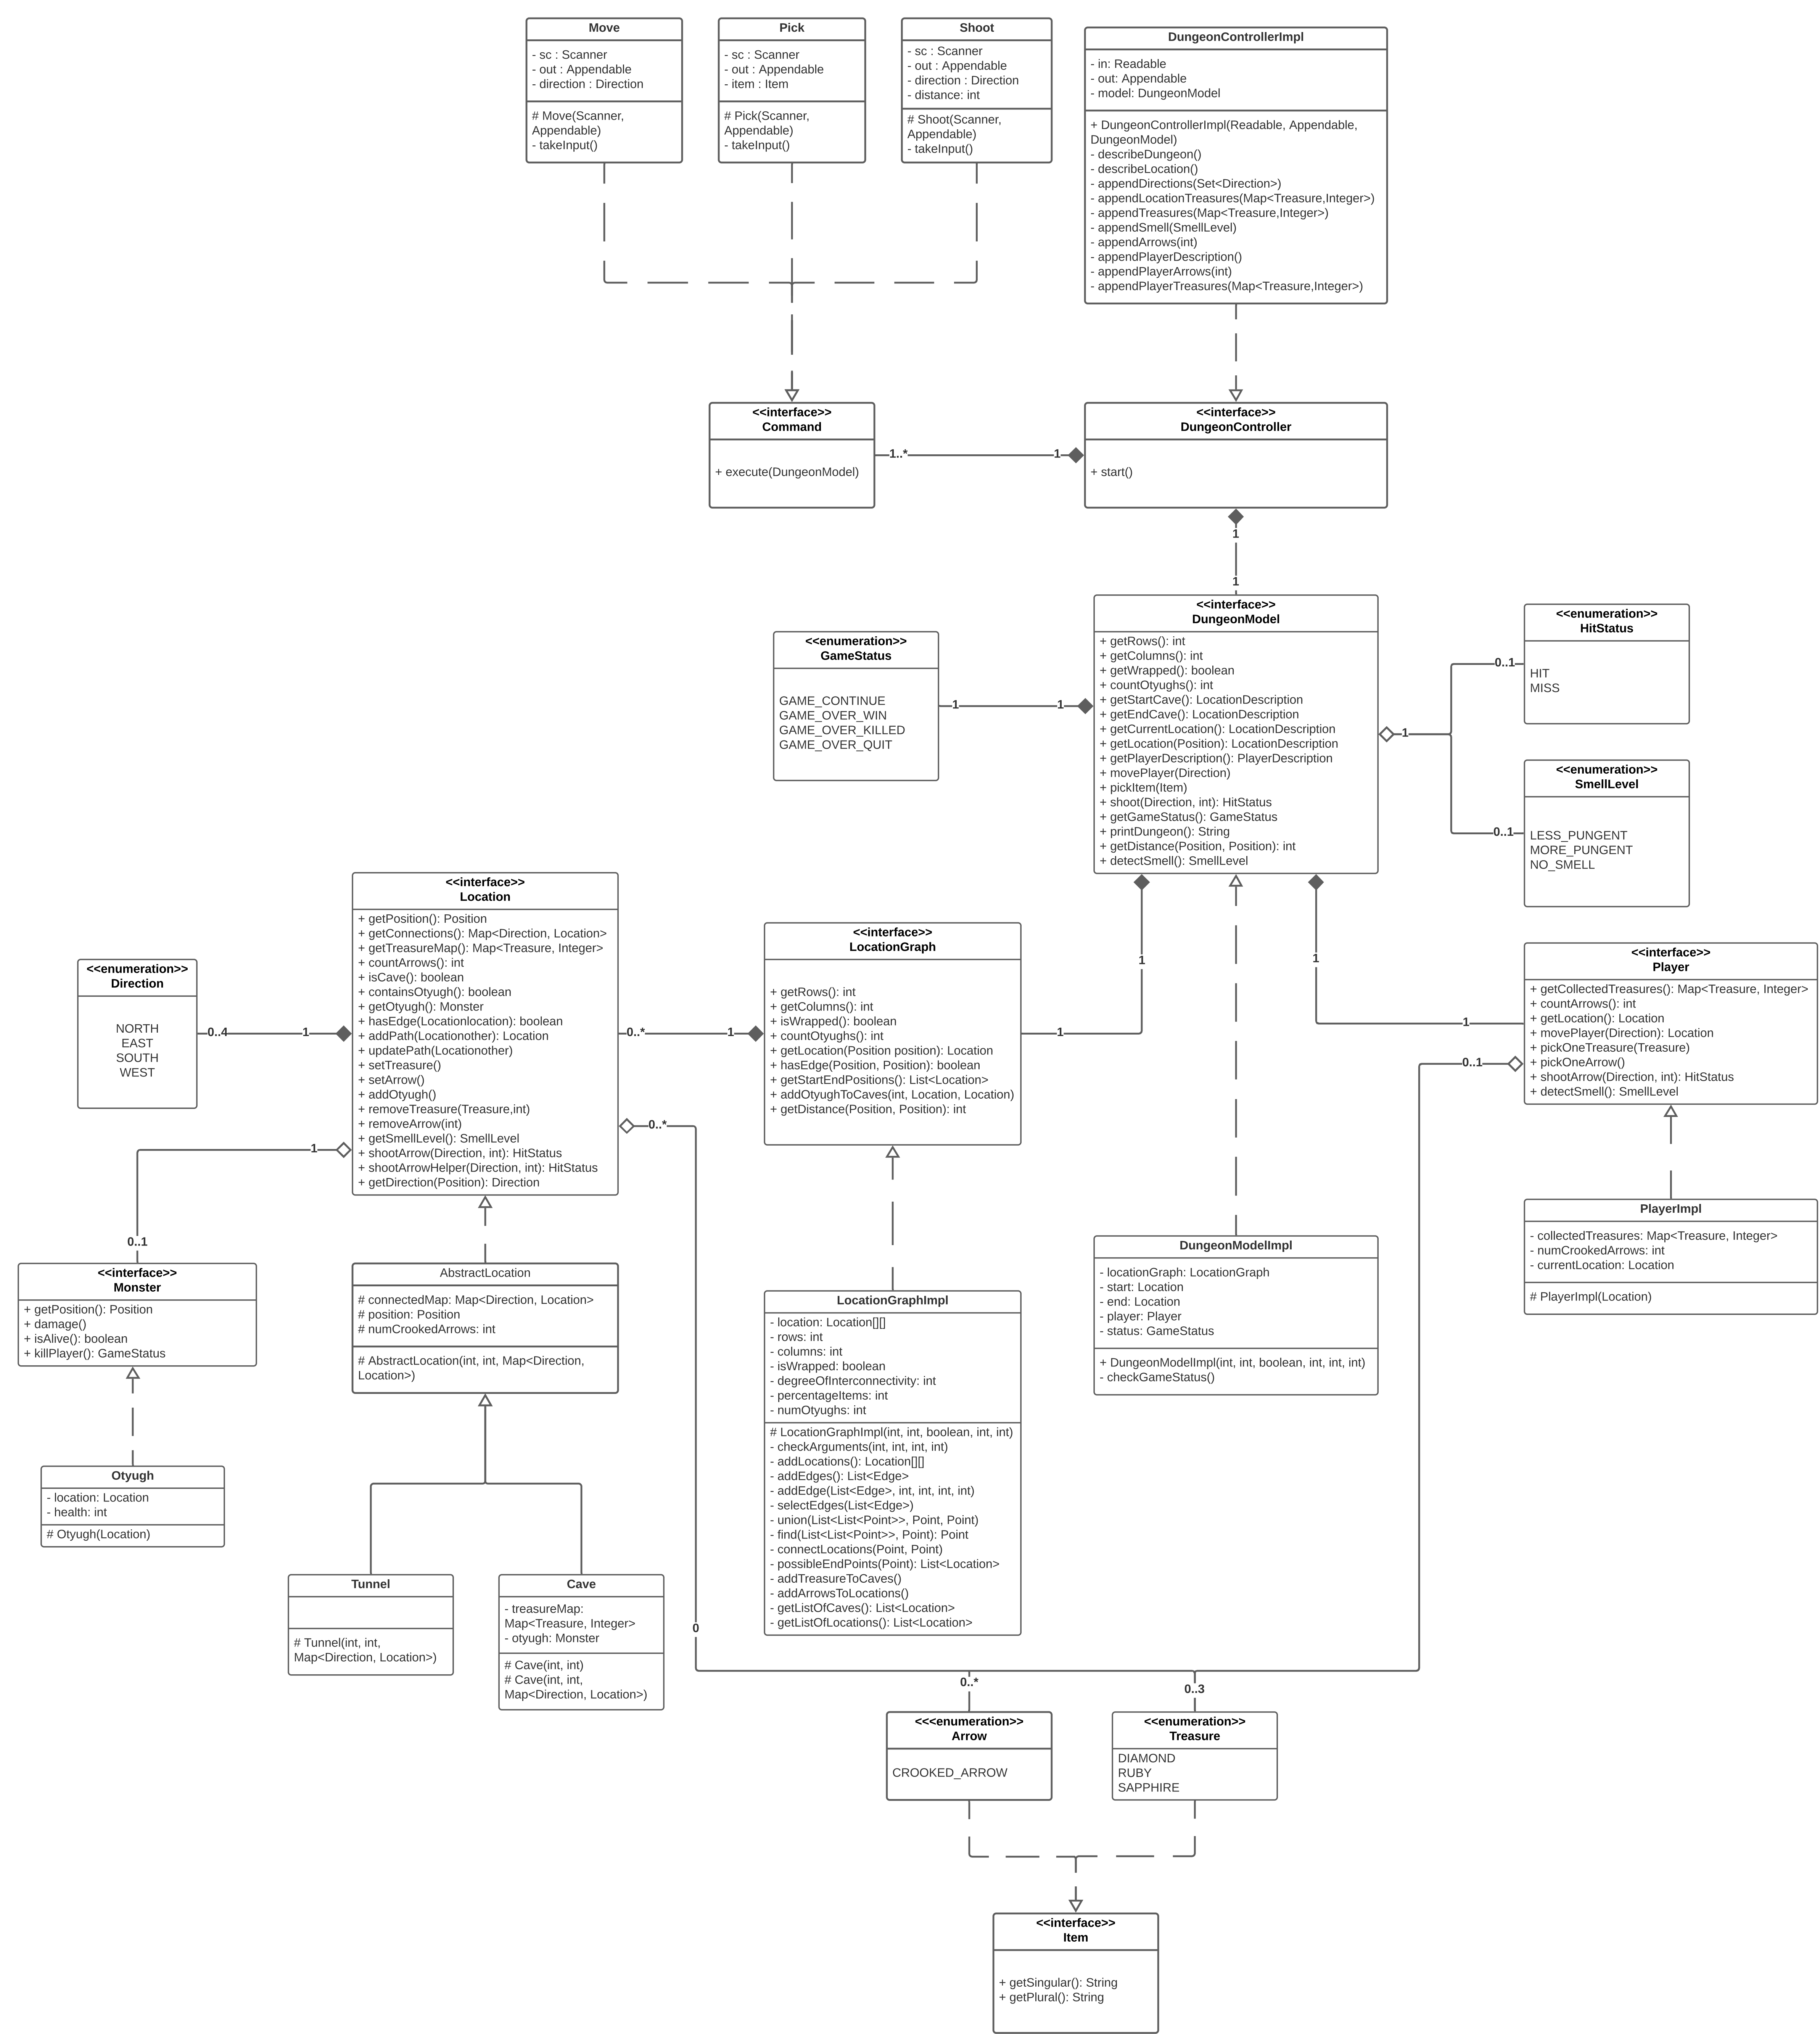 Move
- sc : Scanner
- out : Appendable
- direction : Direction
# Move(Scanner,
Appendable)
- takeInput()
Pick
- sc : Scanner
- out : Appendable
- item : Item
# Pick(Scanner,
Appendable)
- takeInput()
Shoot
- sc : Scanner
- out : Appendable
- direction : Direction
- distance: int
# Shoot(Scanner,
Appendable)
- takeInput()
DungeonControllerImpl
- in: Readable
- out: Appendable
- model: DungeonModel
+ DungeonControllerImpl(Readable, Appendable,
DungeonModel)
- describeDungeon()
- describeLocation()
- appendDirections(Set<Direction>)
- appendLocationTreasures(Map<Treasure,Integer>)
- appendTreasures(Map<Treasure,Integer>)
- appendSmell(SmellLevel)
- appendArrows(int)
- appendPlayerDescription()
- appendPlayerArrows(int)
- appendPlayerTreasures(Map<Treasure,Integer>)
<<interface>>
Command
+ execute(DungeonModel)
1..*
1
<<interface>>
DungeonController
+ start()
1
1
<<enumeration>>
GameStatus
GAME_CONTINUE
GAME_OVER_WIN
GAME_OVER_KILLED
GAME_OVER_QUIT
1
1
<<interface>>
DungeonModel
+ getRows(): int
+ getColumns(): int
+ getWrapped(): boolean
+ countOtyughs(): int
+ getStartCave(): LocationDescription
+ getEndCave(): LocationDescription
+ getCurrentLocation(): LocationDescription
+ getLocation(Position): LocationDescription
+ getPlayerDescription(): PlayerDescription
+ movePlayer(Direction)
+ pickItem(Item)
+ shoot(Direction, int): HitStatus
+ getGameStatus(): GameStatus
+ printDungeon(): String
+ getDistance(Position, Position): int
+ detectSmell(): SmellLevel
1
0..1
0..1
<<enumeration>>
HitStatus
HIT
MISS
<<enumeration>>
SmellLevel
LESS_PUNGENT
MORE_PUNGENT
NO_SMELL
<<enumeration>>
Direction
NORTH
EAST
SOUTH
WEST
0..4
1
<<interface>>
Location
+ getPosition(): Position
+ getConnections(): Map<Direction, Location>
+ getTreasureMap(): Map<Treasure, Integer>
+ countArrows(): int
+ isCave(): boolean
+ containsOtyugh(): boolean
+ getOtyugh(): Monster
+ hasEdge(Locationlocation): boolean
+ addPath(Locationother): Location
+ updatePath(Locationother)
+ setTreasure()
+ setArrow()
+ addOtyugh()
+ removeTreasure(Treasure,int)
+ removeArrow(int)
+ getSmellLevel(): SmellLevel
+ shootArrow(Direction, int): HitStatus
+ shootArrowHelper(Direction, int): HitStatus
+ getDirection(Position): Direction
0..*
1
<<interface>>
LocationGraph
+ getRows(): int
+ getColumns(): int
+ isWrapped(): boolean
+ countOtyughs(): int
+ getLocation(Position position): Location
+ hasEdge(Position, Position): boolean
+ getStartEndPositions(): List<Location>
+ addOtyughToCaves(int, Location, Location)
+ getDistance(Position, Position): int
1
1
1
1
<<interface>>
Player
+ getCollectedTreasures(): Map<Treasure, Integer>
+ countArrows(): int
+ getLocation(): Location
+ movePlayer(Direction): Location
+ pickOneTreasure(Treasure)
+ pickOneArrow()
+ shootArrow(Direction, int): HitStatus
+ detectSmell(): SmellLevel
0..1
0..*
1
0..1
<<interface>>
Monster
+ getPosition(): Position
+ damage()
+ isAlive(): boolean
+ killPlayer(): GameStatus
AbstractLocation
# connectedMap: Map<Direction, Location>
# position: Position
# numCrookedArrows: int
# AbstractLocation(int, int, Map<Direction,
Location>)
LocationGraphImpl
- location: Location[][]
- rows: int
- columns: int
- isWrapped: boolean
- degreeOfInterconnectivity: int
- percentageItems: int
- numOtyughs: int
# LocationGraphImpl(int, int, boolean, int, int)
- checkArguments(int, int, int, int)
- addLocations(): Location[][]
- addEdges(): List<Edge>
- addEdge(List<Edge>, int, int, int, int)
- selectEdges(List<Edge>)
- union(List<List<Point>>, Point, Point)
- find(List<List<Point>>, Point): Point
- connectLocations(Point, Point)
- possibleEndPoints(Point): List<Location>
- addTreasureToCaves()
- addArrowsToLocations()
- getListOfCaves(): List<Location>
- getListOfLocations(): List<Location>
DungeonModelImpl
- locationGraph: LocationGraph
- start: Location
- end: Location
- player: Player
- status: GameStatus
+ DungeonModelImpl(int, int, boolean, int, int, int)
- checkGameStatus()
PlayerImpl
- collectedTreasures: Map<Treasure, Integer>
- numCrookedArrows: int
- currentLocation: Location
# PlayerImpl(Location)
Otyugh
- location: Location
- health: int
# Otyugh(Location)
Tunnel
# Tunnel(int, int,
Map<Direction, Location>)
Cave
- treasureMap:
Map<Treasure, Integer>
- otyugh: Monster
# Cave(int, int)
# Cave(int, int,
Map<Direction, Location>)
0
0..*
0..3
<<<enumeration>>
Arrow
CROOKED_ARROW
<<enumeration>>
Treasure
DIAMOND
RUBY
SAPPHIRE
<<interface>>
Item
+ getSingular(): String
+ getPlural(): String